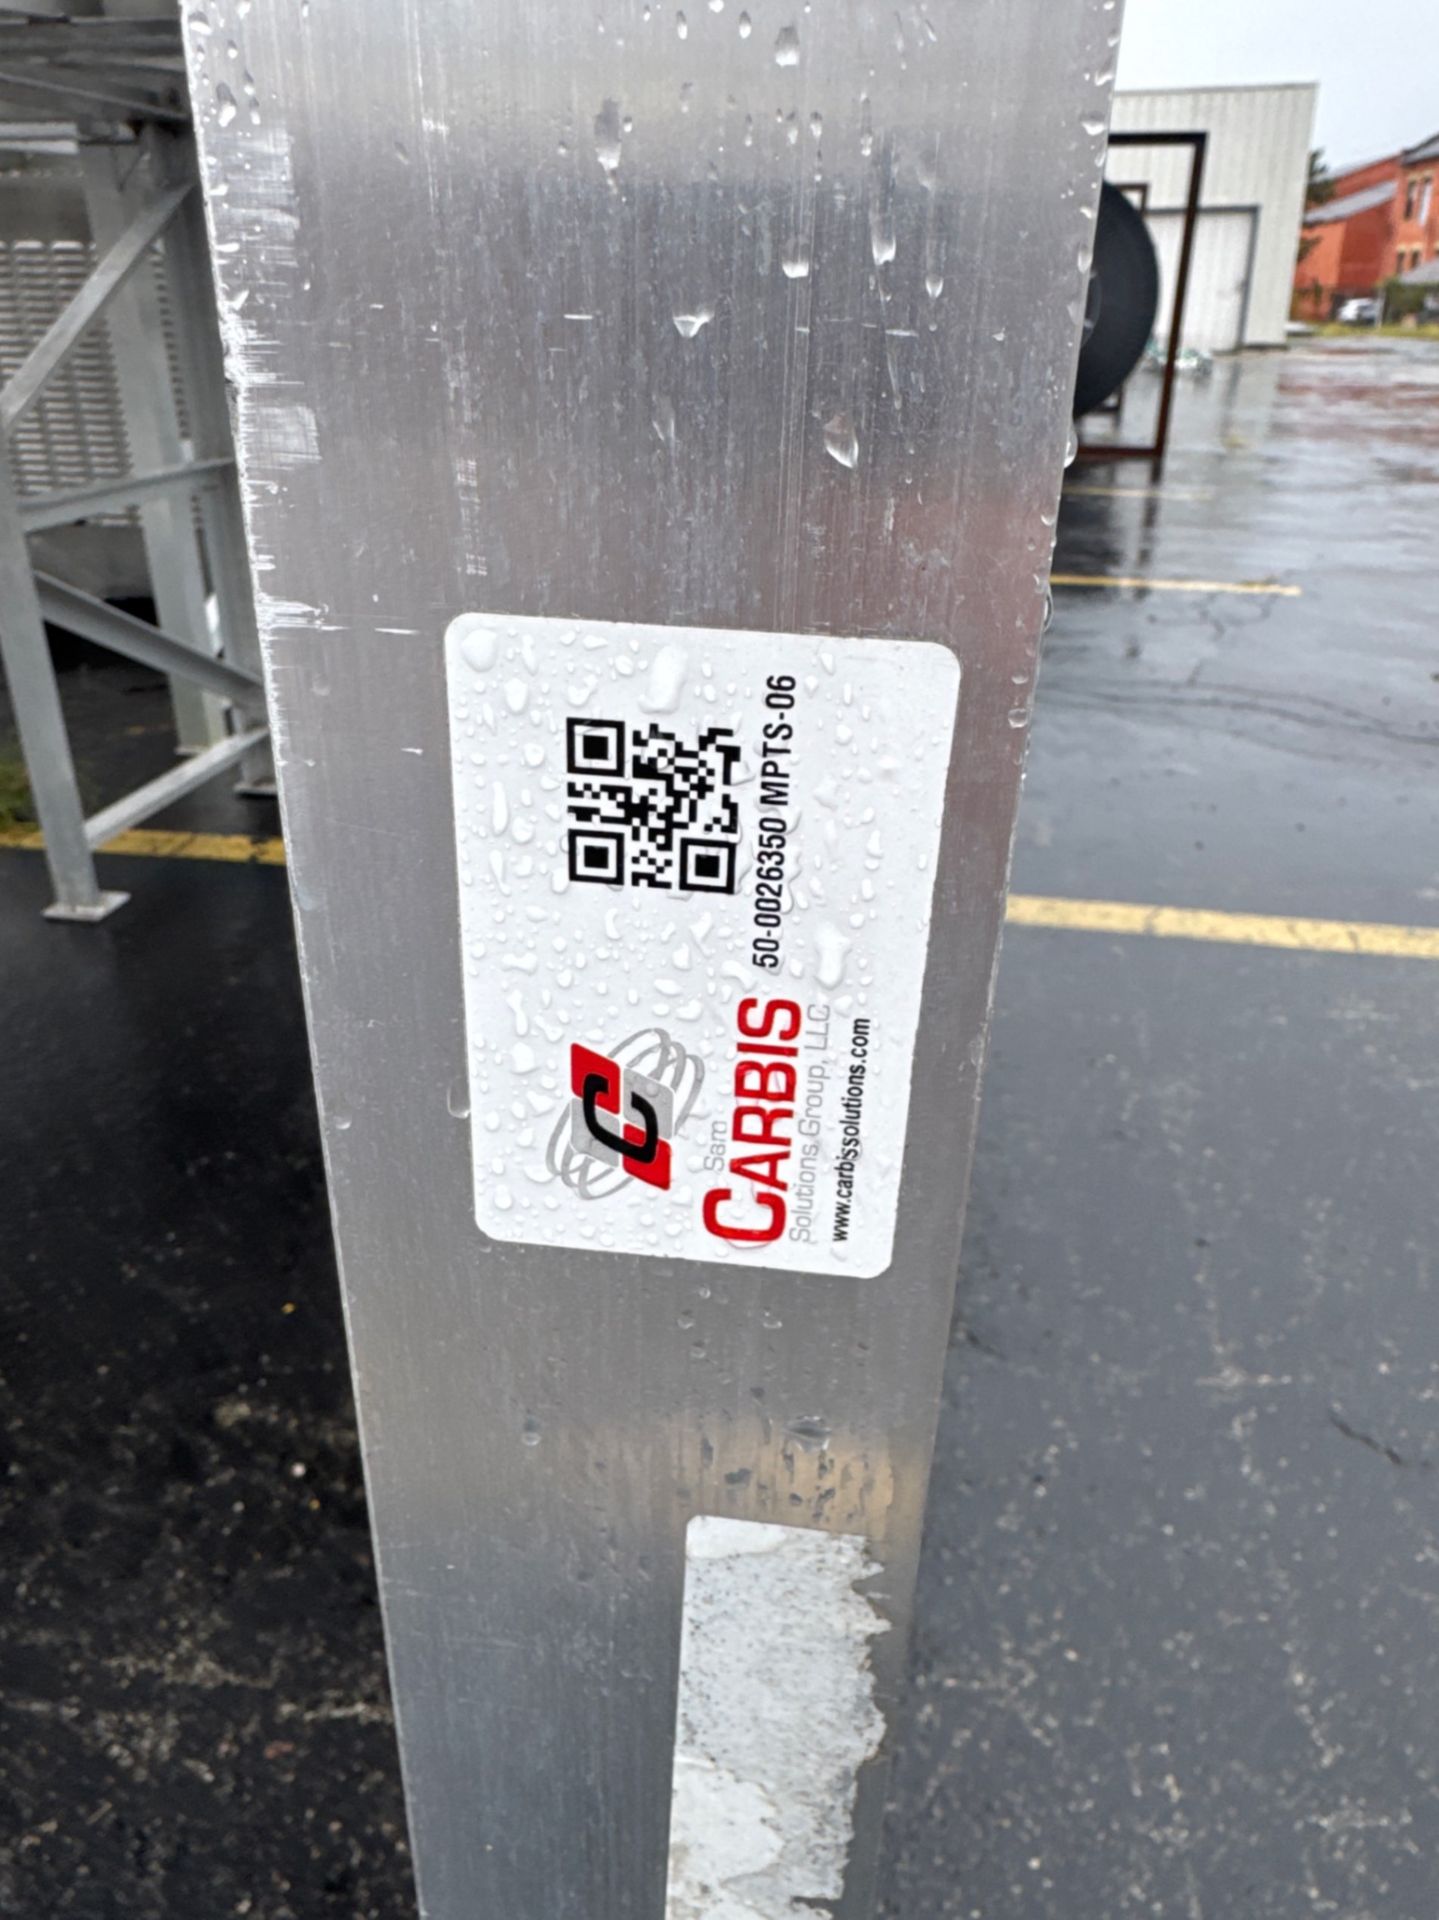 C
Sam
CARBIS
Solutions Group, LLC
www.carbissolutions.com
50-0026350 MPTS-06